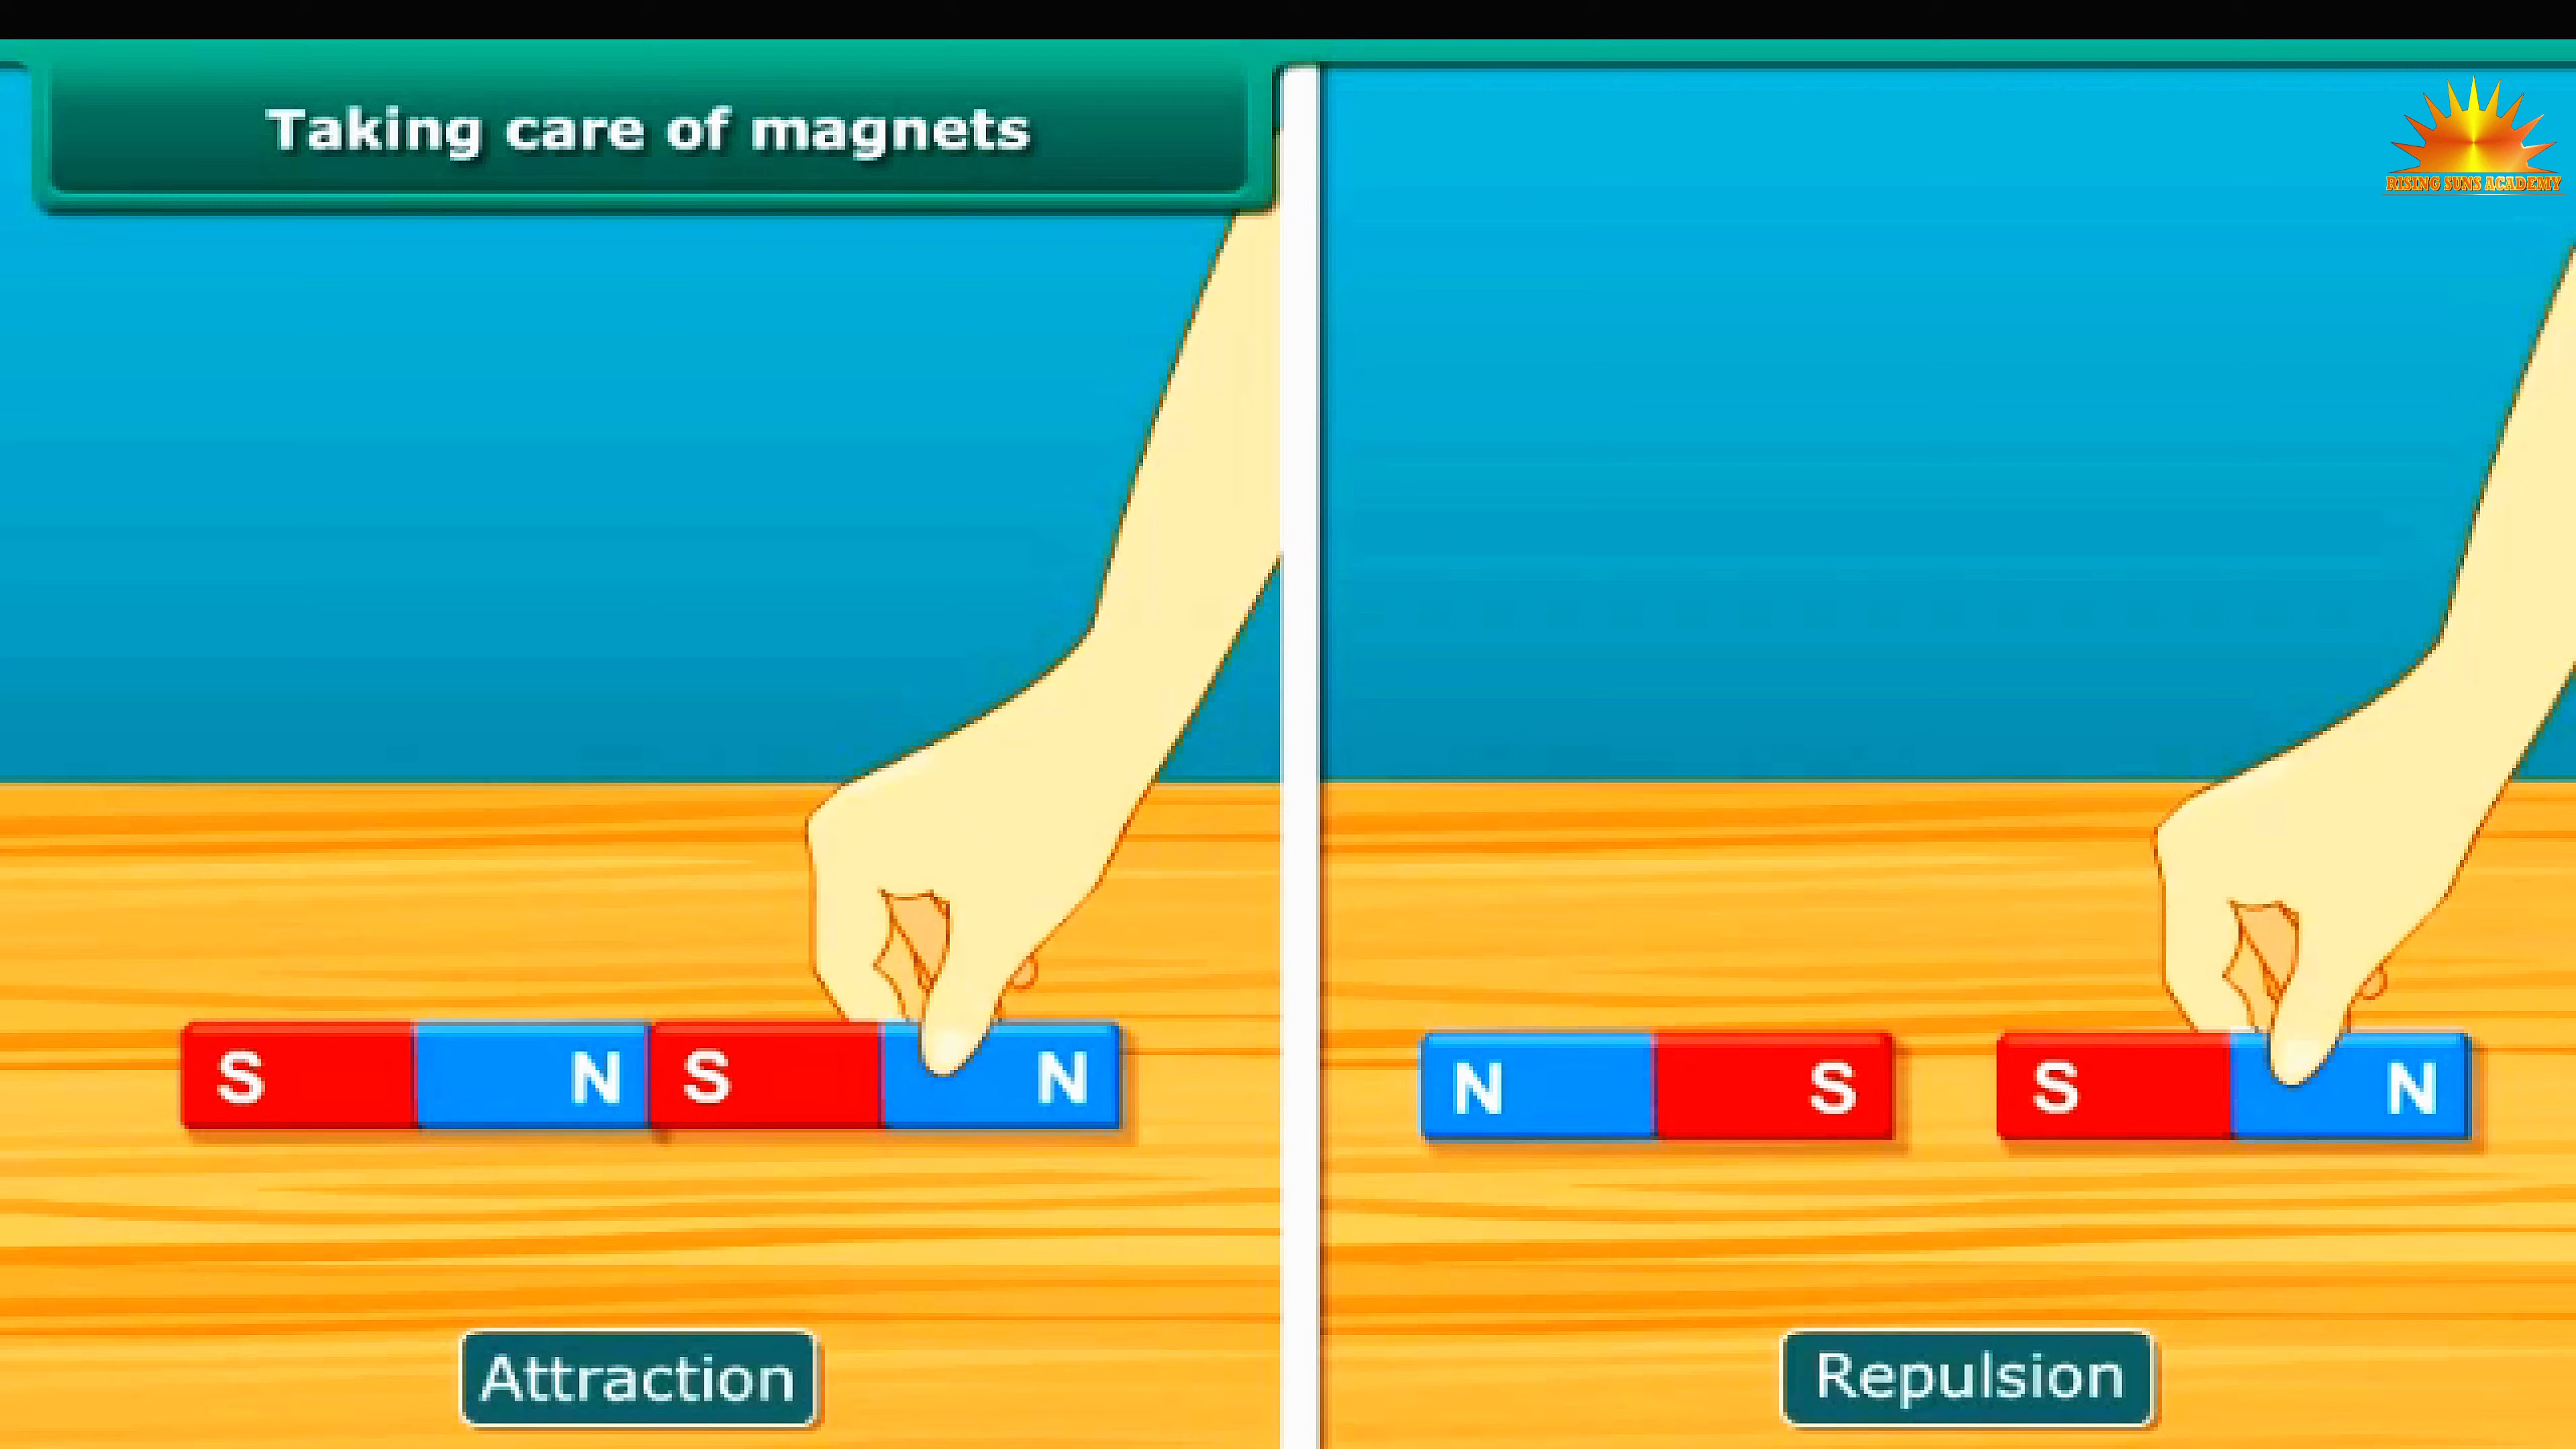 Taking care of magnets
RISING SUNS ACADEMY
S N S N
N S S N
Attraction
Repulsion